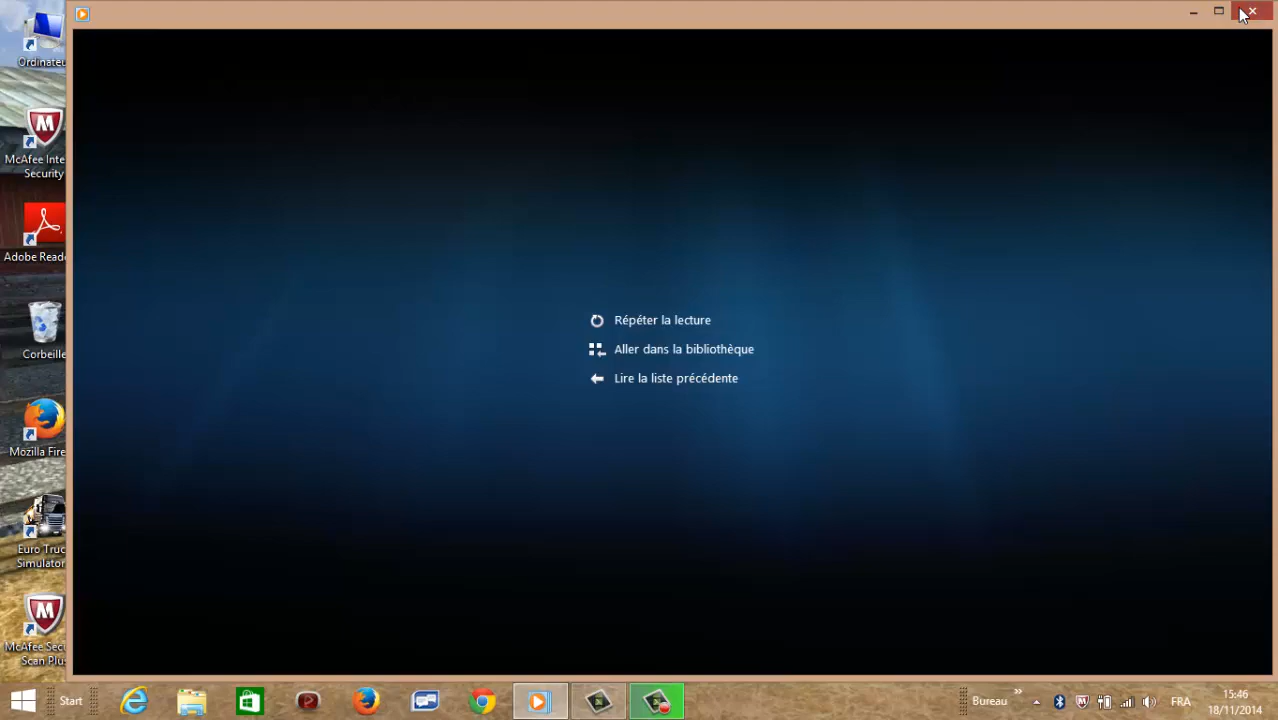 Ordinateu
McAfee Inte
Security
Adobe Read
Corbeille
Mozilla Fire
Euro Truc
Simulator
McAfee Sec
Scan Plu
Répéter la lecture
Aller dans la bibliothèque
Lire la liste précédente
Start
Bureau
FR
15:46
18/11/2014